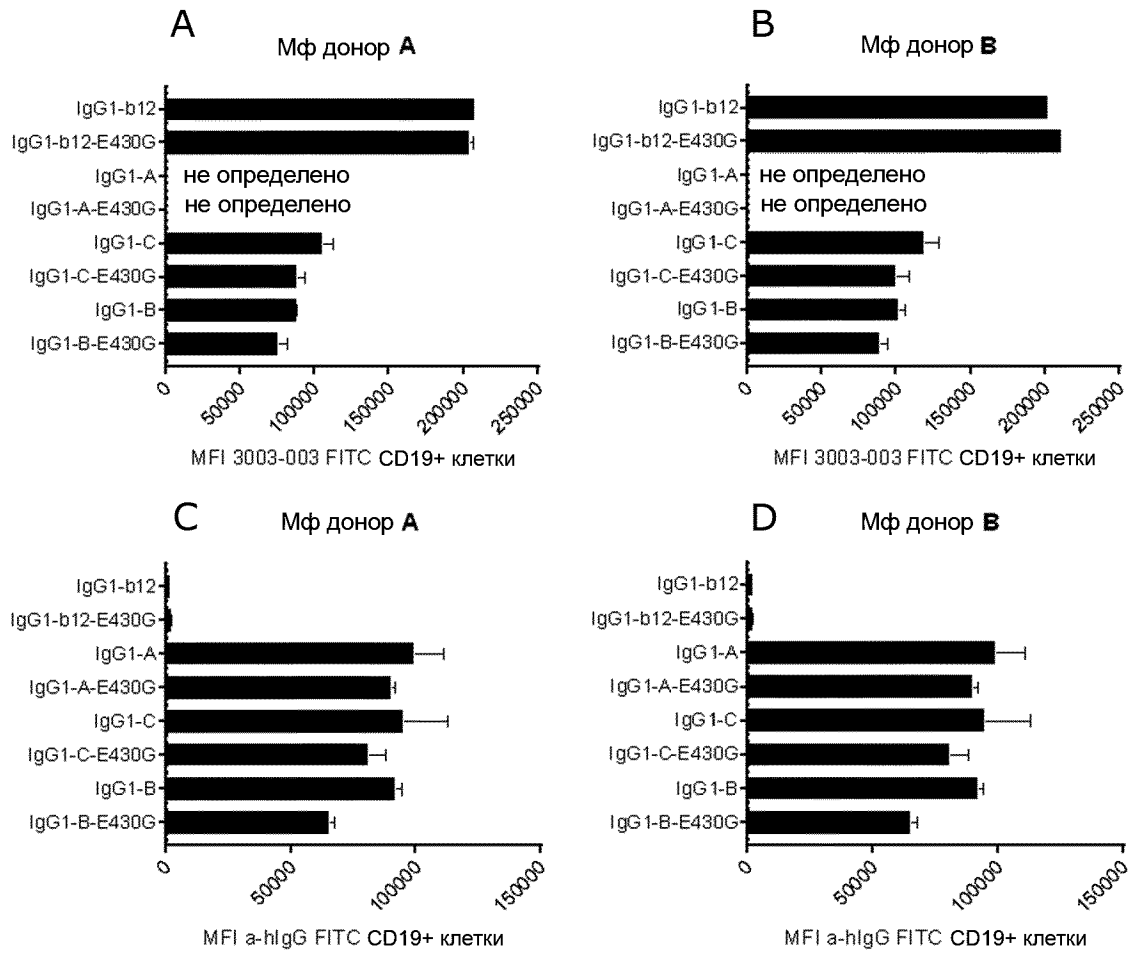 A
Мф донор A
IgG1-b12
IgG1-b12-E430G
IgG1-A
не определено
IgG1-A-E430G
не определено
IgG1-C
IgG1-C-E430G
IgG1-B
IgG1-B-E430G
0
50000
100000
150000
200000
250000
MFI 3003-003 FITC CD19+ клетки
B
Мф донор B
IgG1-b12
IgG1-b12-E430G
IgG1-A
не определено
IgG1-A-E430G
не определено
IgG1-C
IgG1-C-E430G
IgG1-B
IgG1-B-E430G
0
50000
100000
150000
200000
250000
MFI 3003-003 FITC CD19+ клетки
C
Мф донор A
IgG1-b12
IgG1-b12-E430G
IgG1-A
IgG1-A-E430G
IgG1-C
IgG1-C-E430G
IgG1-B
IgG1-B-E430G
0
50000
100000
150000
MFI a-hIgG FITC CD19+ клетки
D
Мф донор B
IgG1-b12
IgG1-b12-E430G
IgG1-A
IgG1-A-E430G
IgG1-C
IgG1-C-E430G
IgG1-B
IgG1-B-E430G
0
50000
100000
150000
MFI a-hIgG FITC CD19+ клетки